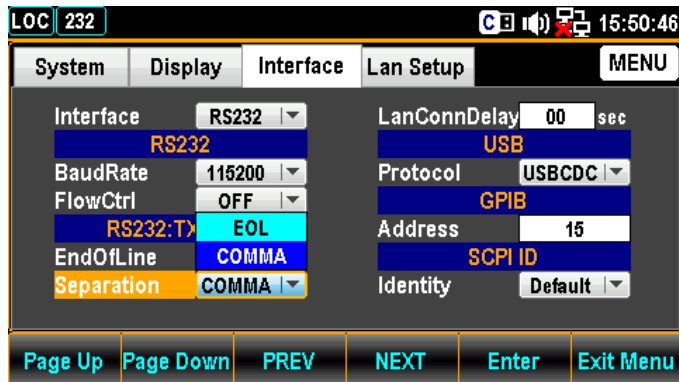 LOC 232 C 15:50:46
System Display Interface Lan Setup MENU
Interface RS232
RS232
BaudRate 115200
FlowCtrl OFF
RS232:TX
EOL
EndOfLine COMMA
Separation COMMA
LanConnDelay 00 sec
USB
Protocol USBCDC
GPIB
Address 15
SCPI ID
Identity Default
Page Up Page Down PREV NEXT Enter Exit Menu